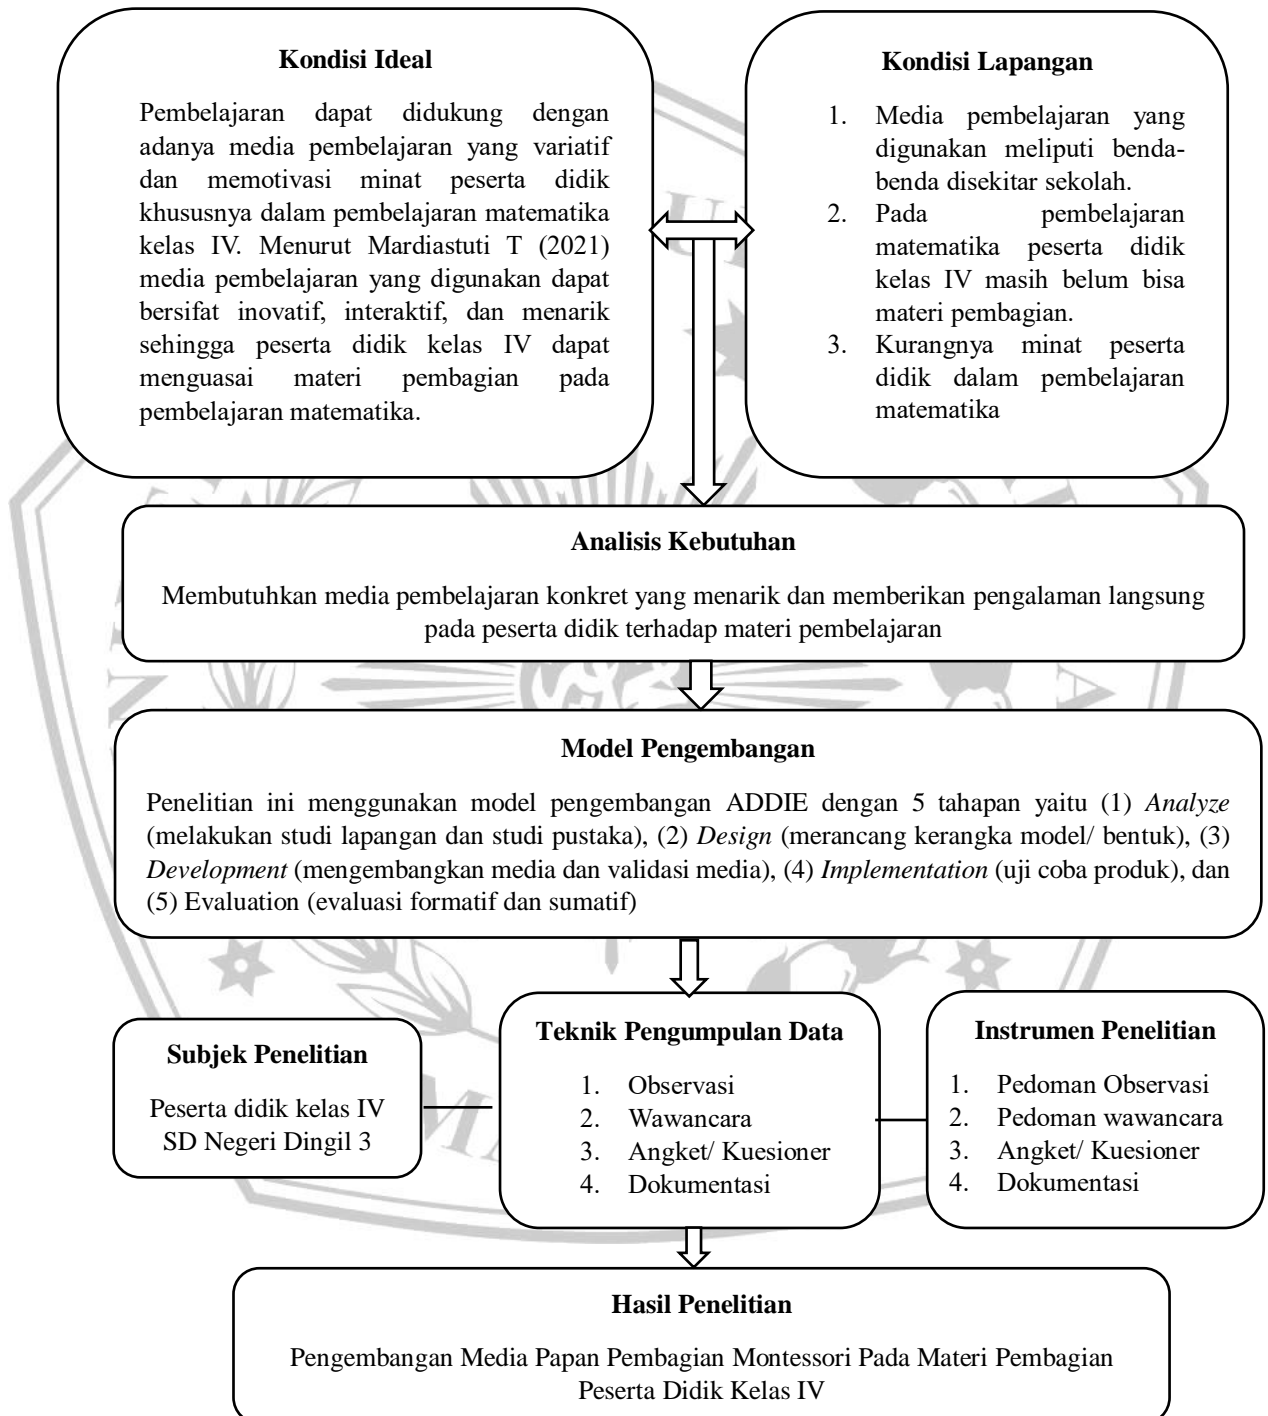 Kondisi Ideal
Pembelajaran dapat didukung dengan
adanya media pembelajaran yang variatif
dan memotivasi minat peserta didik
khususnya dalam pembelajaran matematika
kelas IV. Menurut Mardiastuti T (2021)
media pembelajaran yang digunakan dapat
bersifat inovatif, interaktif, dan menarik
sehingga peserta didik kelas IV dapat
menguasai materi pembagian pada
pembelajaran matematika.
Kondisi Lapangan
1. Media pembelajaran yang
digunakan meliputi benda-
benda disekitar sekolah.
2. Pada pembelajaran
matematika peserta didik
kelas IV masih belum bisa
materi pembagian.
3. Kurangnya minat peserta
didik dalam pembelajaran
matematika
Analisis Kebutuhan
Membutuhkan media pembelajaran konkret yang menarik dan memberikan pengalaman langsung
pada peserta didik terhadap materi pembelajaran
Model Pengembangan
Penelitian ini menggunakan model pengembangan ADDIE dengan 5 tahapan yaitu (1) Analyze
(melakukan studi lapangan dan studi pustaka), (2) Design (merancang kerangka model/ bentuk), (3)
Development (mengembangkan media dan validasi media), (4) Implementation (uji coba produk), dan
(5) Evaluation (evaluasi formatif dan sumatif)
Subjek Penelitian
Peserta didik kelas IV
SD Negeri Dingil 3
Teknik Pengumpulan Data
1. Observasi
2. Wawancara
3. Angket/ Kuesioner
4. Dokumentasi
Instrumen Penelitian
1. Pedoman Observasi
2. Pedoman wawancara
3. Angket/ Kuesioner
4. Dokumentasi
Hasil Penelitian
Pengembangan Media Papan Pembagian Montessori Pada Materi Pembagian
Peserta Didik Kelas IV